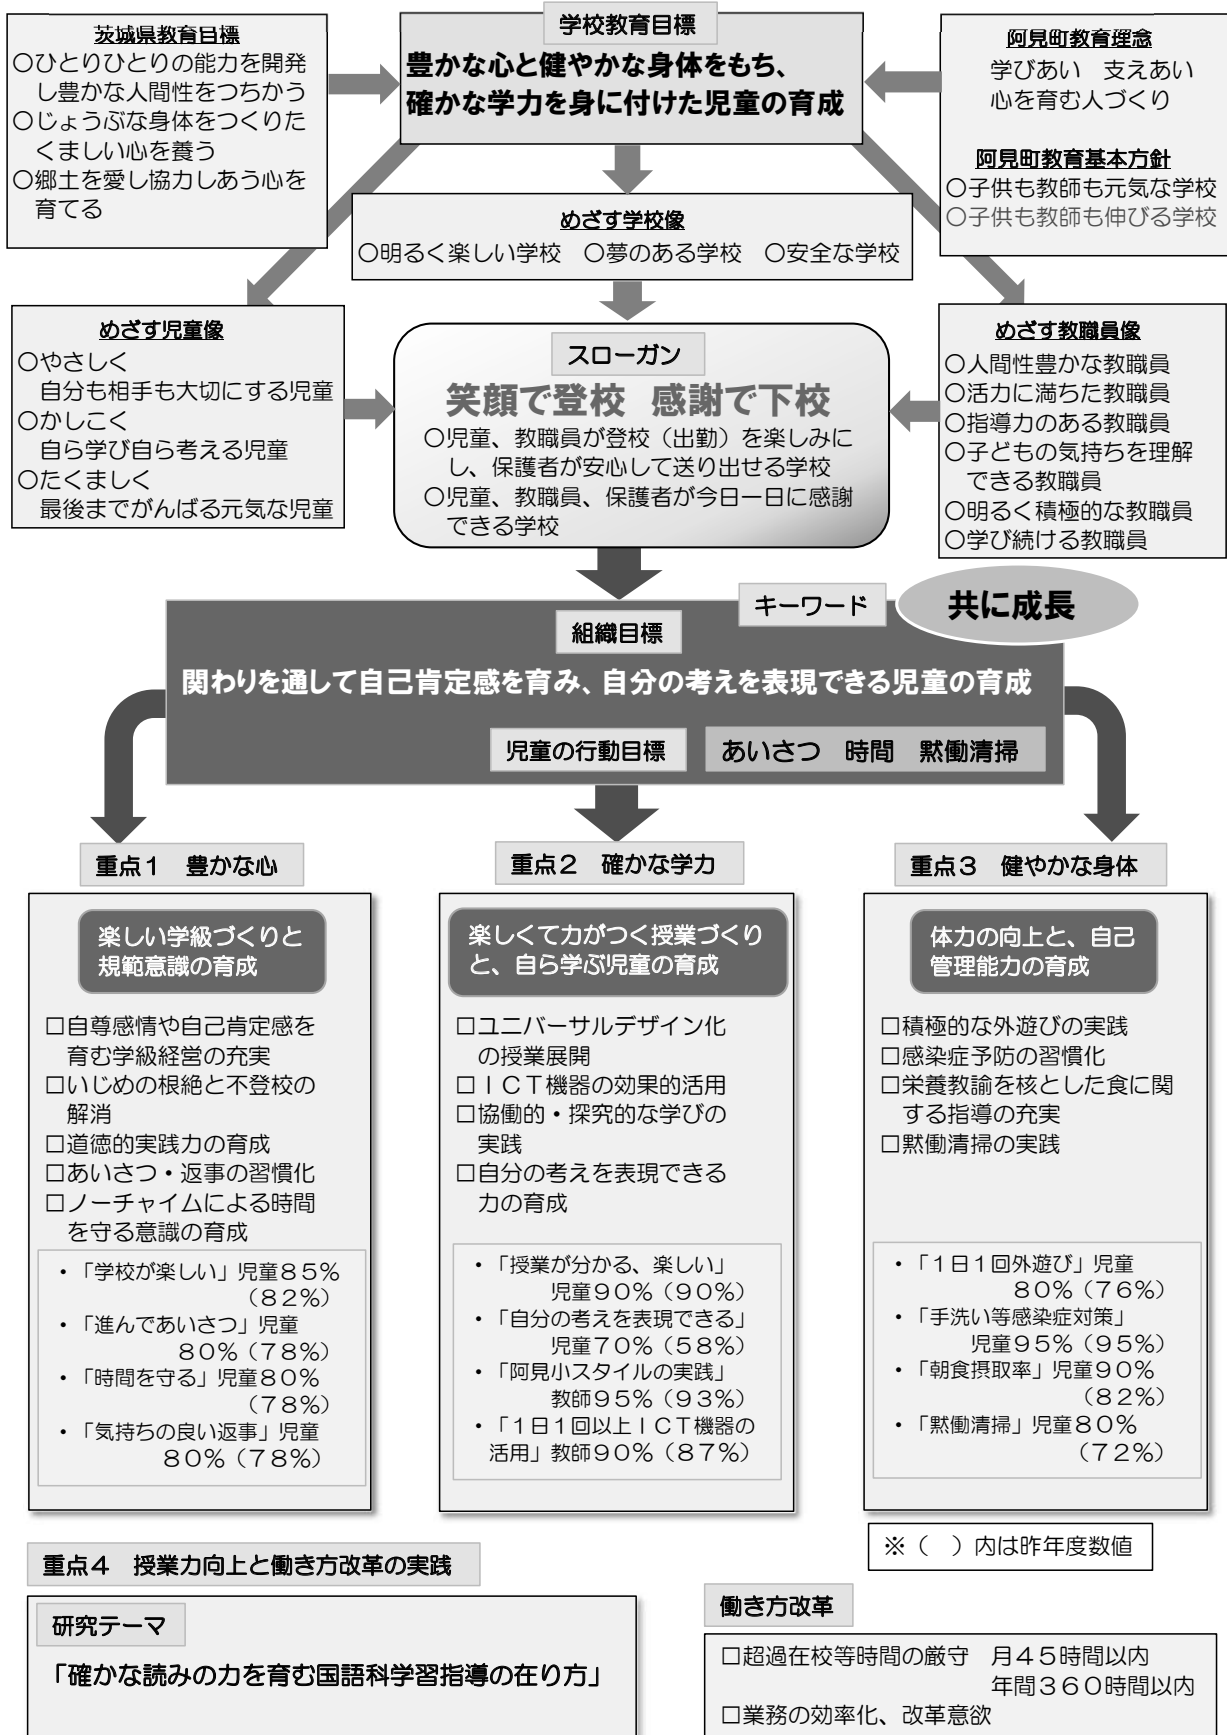 茨城県教育目標
〇ひとりひとりの能力を開発
し豊かな人間性をつちかう
〇じょうぶな身体をつくりた
くましい心を養う
〇郷土を愛し協力しあう心を
育てる
学校教育目標
豊かな心と健やかな身体をもち、
確かな学力を身に付けた児童の育成
阿見町教育理念
学びあい　支えあい
心を育む人づくり
阿見町教育基本方針
〇子供も教師も元気な学校
〇子供も教師も伸びる学校
めざす学校像
〇明るく楽しい学校　〇夢のある学校　〇安全な学校
めざす児童像
〇やさしく
自分も相手も大切にする児童
〇かしこく
自ら学び自ら考える児童
〇たくましく
最後までがんばる元気な児童
スローガン
笑顔で登校　感謝で下校
〇児童、教職員が登校（出勤）を楽しみに
し、保護者が安心して送り出せる学校
〇児童、教職員、保護者が今日一日に感謝
できる学校
めざす教職員像
〇人間性豊かな教職員
〇活力に満ちた教職員
〇指導力のある教職員
〇子どもの気持ちを理解
できる教職員
〇明るく積極的な教職員
〇学び続ける教職員
キーワード
共に成長
組織目標
関わりを通して自己肯定感を育み、自分の考えを表現できる児童の育成
児童の行動目標
あいさつ　時間　黙働清掃
重点１　豊かな心
楽しい学級づくりと
規範意識の育成
□自尊感情や自己肯定感を
育む学級経営の充実
□いじめの根絶と不登校の
解消
□道徳的実践力の育成
□あいさつ・返事の習慣化
□ノーチャイムによる時間
を守る意識の育成
・「学校が楽しい」児童８５％
（８２％）
・「進んであいさつ」児童
８０％（７８％）
・「時間を守る」児童８０％
（７８％）
・「気持ちの良い返事」児童
８０％（７８％）
重点２　確かな学力
楽しくて力がつく授業づくり
と、自ら学ぶ児童の育成
□ユニバーサルデザイン化
の授業展開
□ＩＣＴ機器の効果的活用
□協働的・探究的な学びの
実践
□自分の考えを表現できる
力の育成
・「授業が分かる、楽しい」
児童９０％（９０％）
・「自分の考えを表現できる」
児童７０％（５８％）
・「阿見小スタイルの実践」
教師９５％（９３％）
・「１日１回以上ＩＣＴ機器の
活用」教師９０％（８７％）
重点３　健やかな身体
体力の向上と、自己
管理能力の育成
□積極的な外遊びの実践
□感染症予防の習慣化
□栄養教諭を核とした食に関
する指導の充実
□黙働清掃の実践
・「１日１回外遊び」児童
８０％（７６％）
・「手洗い等感染症対策」
児童９５％（９５％）
・「朝食摂取率」児童９０％
（８２％）
・「黙働清掃」児童８０％
（７２％）
※（　）内は昨年度数値
重点４　授業力向上と働き方改革の実践
研究テーマ
「確かな読みの力を育む国語科学習指導の在り方」
働き方改革
□超過在校等時間の厳守　月４５時間以内
年間３６０時間以内
□業務の効率化、改革意欲